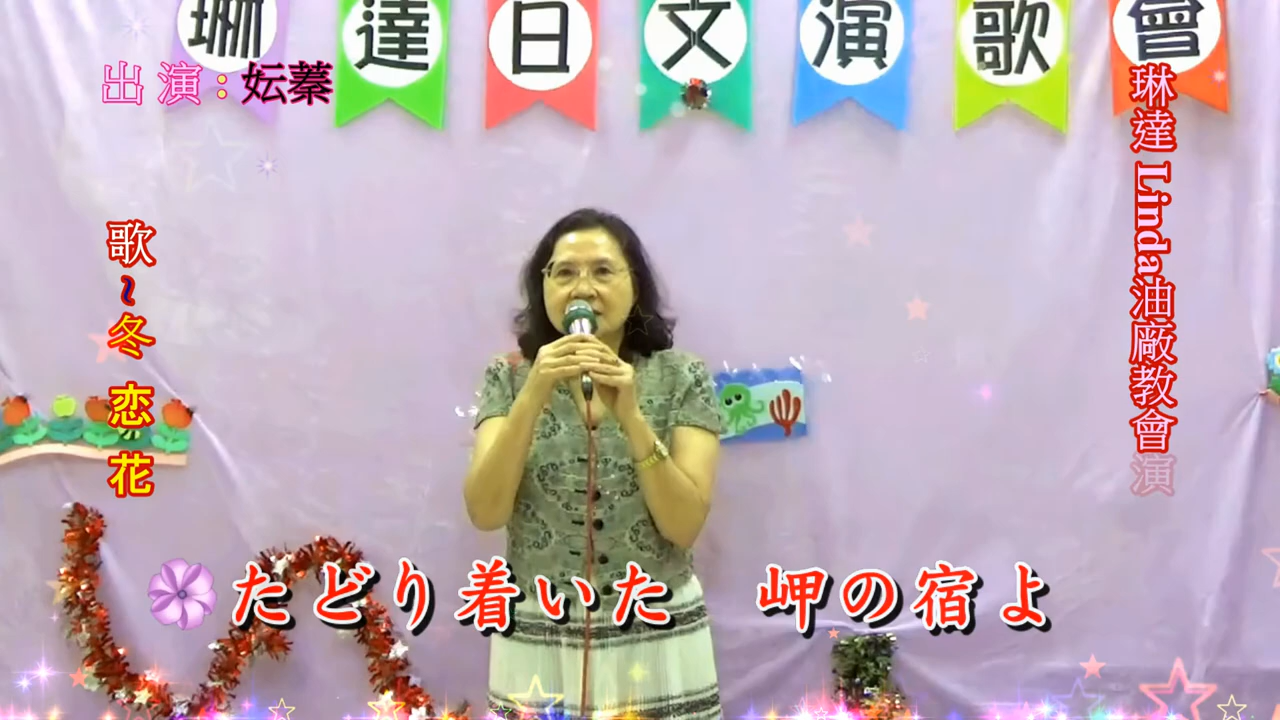 琳達日文演歌會
出演：妘蓁
琳達 Linda油廠教會演
歌~冬恋花
たどり着いた　岬の宿よ